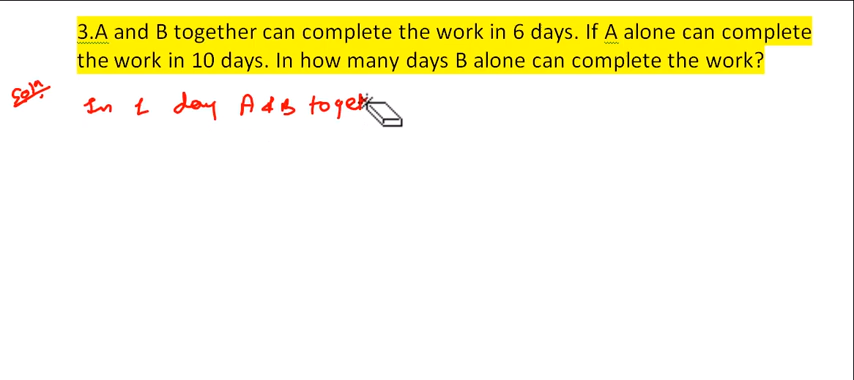 3.A and B together can complete the work in 6 days. If A alone can complete
the work in 10 days. In how many days B alone can complete the work?
Soln.
In 1 day A & B toget